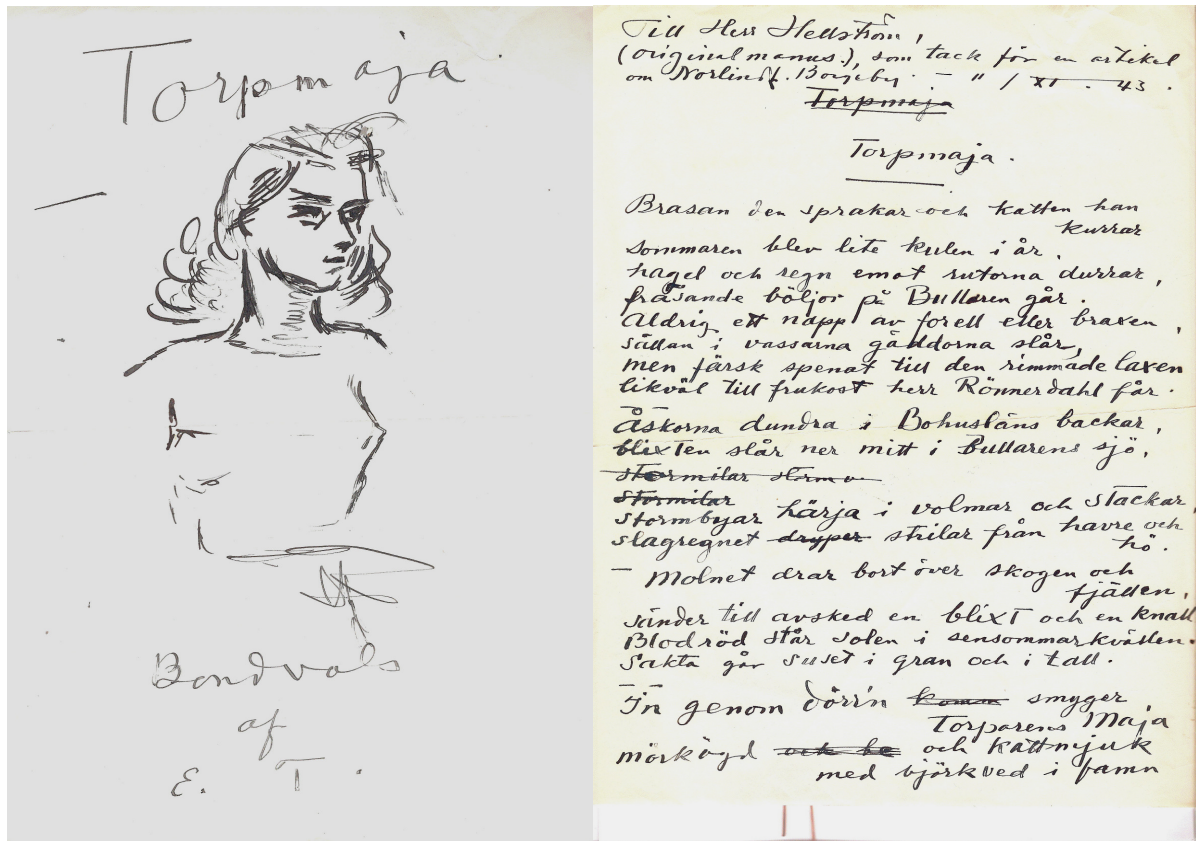 Torpmaja.
Bondvals
af
E. T.
Till Herr Hellström,
(originalmanus.), som tack för en artikel
om Norlind. Borgeby. — " / XI . 43 .
Torpmaja
Torpmaja .
Brasan den sprakar och katten han
kurrar
sommaren blev lite kulen i år,
hagel och regn emot rutorna durrar,
fräsande böljor på Bullaren går.
Aldrig ett napp av forell eller braxen,
sällan i vassarna gäddorna slår,
men färsk spenat till den rimmade laxen
likväl till frukost herr Rönnerdahl får.
Åskorna dundra i Bohusläns backar,
blixten slår ner mitt i Bullarens sjö,
stormilar storm
stormilar
stormbyar härja i volmar och stackar,
slagregnet dryper strilar från havre och
hö.
— Molnet drar bort över skogen och
fjällen,
sänder till avsked en blixt och en knall
Blodröd står solen i sensommarkvällen.
Sakta går suset i gran och i tall.
In genom dörr'n komm smyger
Torparens Maja
mörkögd och le och kattmjuk
med björkved i famn